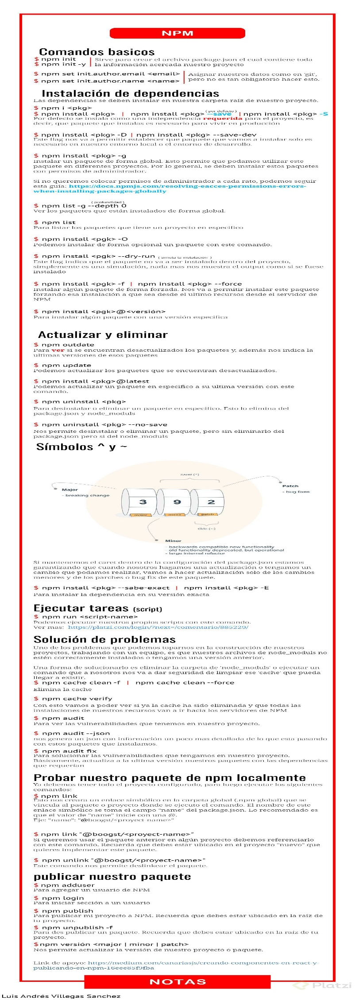 NPM
Comandos basicos
$ npm init
$ npm init -y
Sirve para crear el archivo package.json el cual contiene toda
la información acercada nuestro proyecto
$ npm set init.author.email <email>
$ npm set init.author.name <name>
Asignar nuestros datos como en 'git',
pero no es tan obligatorio hacer esto.
Instalación de dependencias
Las dependencias se deben instalar en nuestra carpeta raíz de nuestro proyecto.
$ npm i <pkg>
( por defecto )
$ npm install <pkg> | npm install <pkg> --save | npm install <pkg> -S
Por defecto se instala como una independencia requerida para el proyecto, es
decir, que paquete que instalas es necesario para vivir en producción
$ npm install <pkg> -D | npm install <pkg> --save-dev
Este flag nos va a permitir establecer que paquete que vamos a instalar solo es
necesario en nuestro entorno local o el entorno de desarrollo.
$ npm install <pkg> -g
Instalar un paquete de forma global. Esto permite que podamos utilizar este
paquete en diferentes proyectos. Por lo general, se deben instalar estos paquetes
con permisos de administrador.
Si no queremos colocar permisos de administrador a cada rato, podemos seguir
esta guía: https://docs.npmjs.com/resolving-eacces-permissions-errors-
when-installing-packages-globally
( profundidad )
$ npm list -g --depth 0
Ver los paquetes que están instalados de forma global.
$ npm list
Para listar los paquetes que tiene un proyecto en especifico
$ npm install <pgk> -O
Podemos instalar de forma opcional un paquete con este comando.
$ npm install <pgk> --dry-run ( simula la instalación )
Este flag indica que el paquete no va a ser instalado dentro del proyecto,
simplemente es una simulación, nada mas nos muestra el output como si se fuese
instalado
$ npm install <pgk> -f | npm install <pkg> --force
Instalar algún paquete de forma forzada. Nos va a permitir instalar este paquete
forzando esa instalación a que sea desde el ultimo recursos desde el servidor de
NPM
$ npm install <pgk>@<versión>
Para instalar algún paquete con una versión especifica
Actualizar y eliminar
$ npm outdate
Para ver si se encuentran desactualizados los paquetes y, además nos indica la
ultimas versiones de esos paquetes
$ npm update
Podemos actualizar los paquetes que se encuentran desactualizados.
$ npm install <pkg>@latest
Podemos actualizar un paquete en especifico a su ultima versión con este
comando.
$ npm uninstall <pkg>
Para desinstalar o eliminar un paquete en especifico. Esto lo elimina del
package.json y node_moduls
$ npm uninstall <pkg> --no-save
Nos permite desinstalar o eliminar un paquete, pero sin eliminarlo del
package.json pero si del node_moduls
Símbolos ^ y ~
caret (^)
Major
- breaking change
Patch
- bug fixes
3 9 2
major minor patch
tilde (~)
Minor
- backwards compatible new functionality
- old functionality deprecated, but operational
- large internal refactor
Si mantenemos el caret dentro de la configuración del package.json estamos
garantizando que cuando nosotros hagamos una actualización o tengamos un
cambio que podamos realizar, vamos a hacer actualización solo de los cambios
menores y de los parches o bug fix de este paquete.
$ npm install <pkg> --sabe-exact | npm install <pkg> -E
Para instalar la dependencia en su versión exacta
Ejecutar tareas (script)
$ npm run <script-name>
Podemos ejecutar nuestros propios scripts con este comando.
Ver mas: https://platzi.com/login/?next=/comentario/885229/
Solución de problemas
Uno de los problemas que podemos toparnos en la construcción de nuestros
proyectos, trabajando con un equipo, es que nuestros archivos de node_moduls no
estén correctamente instalados o tengamos una versión anterior.
Una forma de solucionarlo es eliminar la carpeta de 'node_moduls' o ejecutar un
comando que a nosotros nos va a dar seguridad de limpiar ese 'cache' que pueda
llegar a existir.
$ npm cache clean -f | npm cache clean --force
Elimina la cache
$ npm cache verify
Con esto vamos a poder ver si ya la cache ha sido eliminada y que todas las
instalaciones de nuestros recursos van a ir hacia los servidores de NPM
$ npm audit
Para ver las vulnerabilidades que tenemos en nuestro proyecto.
$ npm audit --json
nos genera un json con información un poco mas detallada de lo que esta pasando
con estos paquetes que instalamos.
$ npm audit fix
Para solucionar las vulnerabilidades que tengamos en nuestro proyecto.
Básicamente, actualiza a la ultima versión nuestros paquetes con las dependencias
que requerían
Probar nuestro paquete de npm localmente
Ya debemos tener todo el proyecto configurado, para luego ejecutar los siguientes
comandos:
$ npm link
Esto nos creara un enlace simbólico en la carpeta global (.npm-global) que se
vincula al paquete o proyecto donde se ejecuto el comando. El nombre de este
enlace simbólico se toma el campo "name" del package.json. Lo recomendado es
que el valor de "name" inicie con una @.
Eje: "name": "@boogst/<proyect-name>"
$ npm link "@boogst/<proyect-name>"
Si queremos usar el paquete anterior en algún proyecto debemos referenciarlo
con este comando. Recuerda que debes estar ubicado en el proyecto "nuevo" que
quieres implementar este paquete.
$ npm unlink "@boogst/<proyect-name>"
Este comando nos permite deslinkear el paquete.
publicar nuestro paquete
$ npm adduser
Para agregar un usuario de NPM
$ npm login
Para iniciar sección a un usuario
$ npm publish
Para publicar mi proyecto a NPM. Recuerda que debes estar ubicado en la raíz de
tu proyecto.
$ npm unpublish -f
Para des publicar un paquete. Recuerda que debes estar ubicado en la raíz de tu
proyecto.
$npm versión <major | minor | patch>
Nos permite actualizar la versión de nuestro proyecto o paquete.
Link de apoyo: https://medium.com/canariasjs/creando-componentes-en-react-y-
publicando-en-npm-16eee85f9fba
NOTAS
Platzi
Luis Andrés Villegas Sanchez